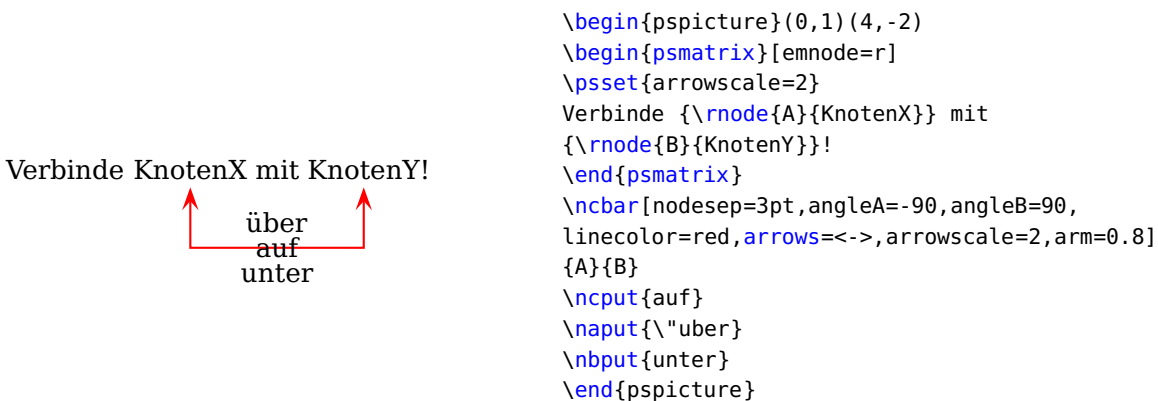 Verbinde KnotenX mit KnotenY!
über
auf
unter
\begin{pspicture}(0,1)(4,-2)
\begin{psmatrix}[emnode=r]
\psset{arrowscale=2}
Verbinde {\rnode{A}{KnotenX}} mit
{\rnode{B}{KnotenY}}!
\end{psmatrix}
\ncbar[nodesep=3pt,angleA=-90,angleB=90,
linecolor=red,arrows=<->,arrowscale=2,arm=0.8]
{A}{B}
\ncput{auf}
\naput{\"uber}
\nbput{unter}
\end{pspicture}